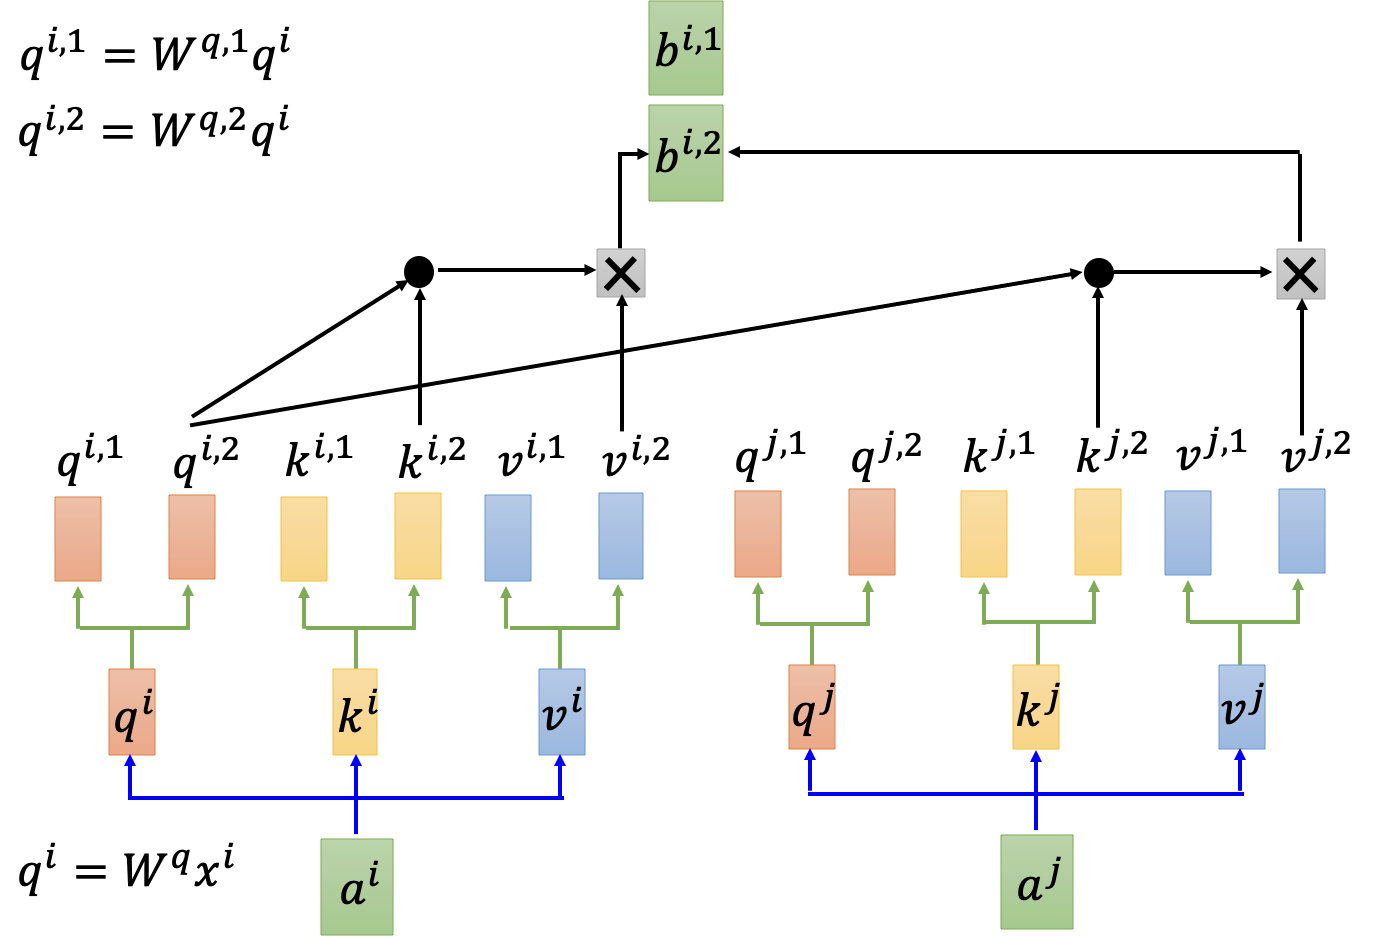 q^{i,1} = W^{q,1}q^i
b^{i,1}
q^{i,2} = W^{q,2}q^i
b^{i,2}
q^{i,1} q^{i,2} k^{i,1} k^{i,2} v^{i,1} v^{i,2} q^{j,1} q^{j,2} k^{j,1} k^{j,2} v^{j,1} v^{j,2}
q^i k^i v^i q^j k^j v^j
q^i = W^q x^i
a^i a^j